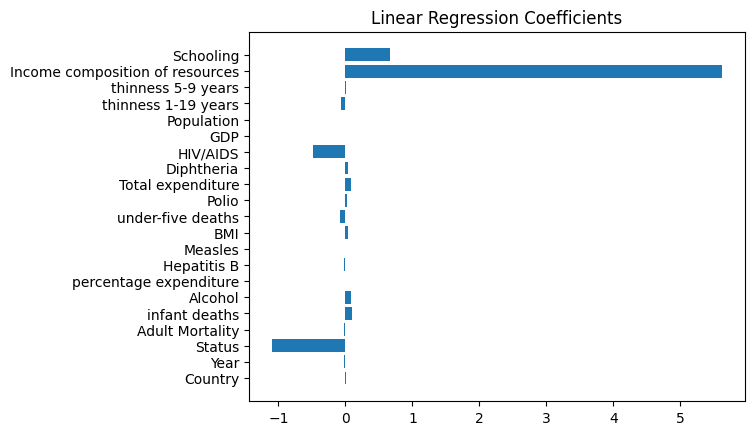 Linear Regression Coefficients
Schooling
Income composition of resources
thinness 5-9 years
thinness 1-19 years
Population
GDP
HIV/AIDS
Diphtheria
Total expenditure
Polio
under-five deaths
BMI
Measles
Hepatitis B
percentage expenditure
Alcohol
infant deaths
Adult Mortality
Status
Year
Country
−1 0 1 2 3 4 5